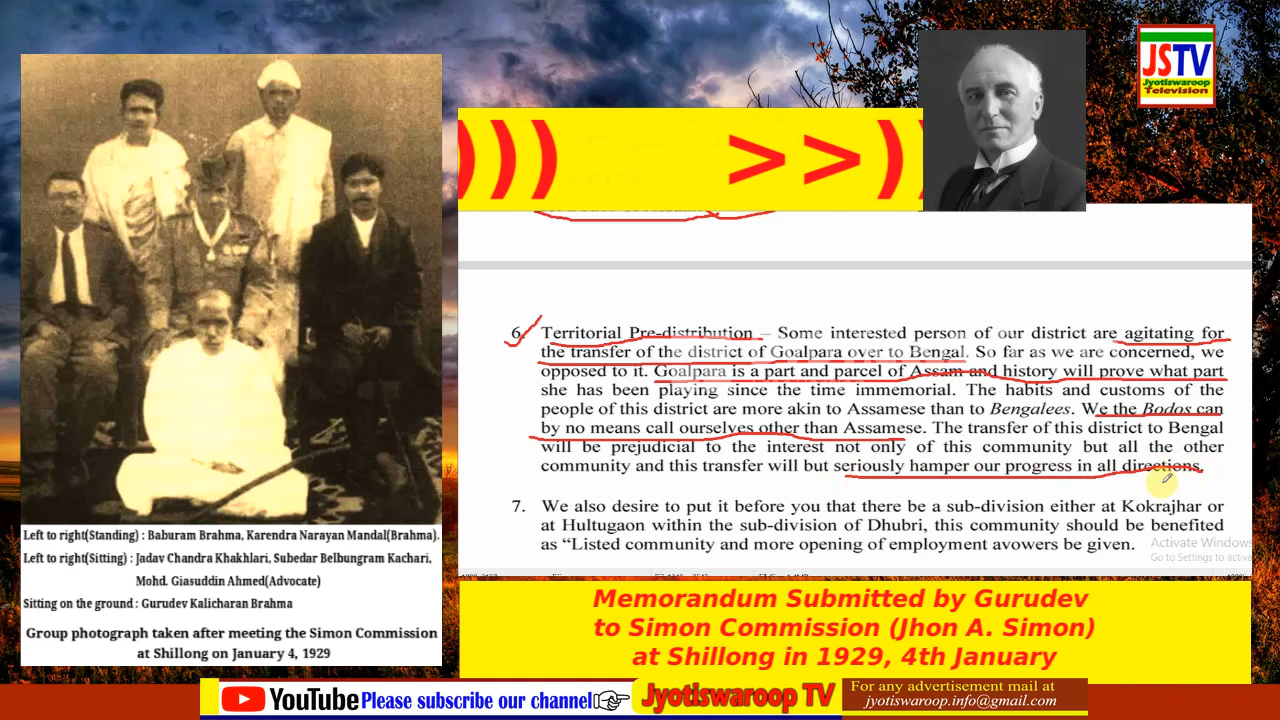 JSTV
Jyotiswaroop
Television
))) >>))
6. Territorial Pre-distribution – Some interested person of our district are agitating for
the transfer of the district of Goalpara over to Bengal. So far as we are concerned, we
opposed to it. Goalpara is a part and parcel of Assam and history will prove what part
she has been playing since the time immemorial. The habits and customs of the
people of this district are more akin to Assamese than to Bengalees. We the Bodos can
by no means call ourselves other than Assamese. The transfer of this district to Bengal
will be prejudicial to the interest not only of this community but all the other
community and this transfer will but seriously hamper our progress in all directions.
7. We also desire to put it before you that there be a sub-division either at Kokrajhar or
at Hultugaon within the sub-division of Dhubri, this community should be benefited
as “Listed community and more opening of employment avowers be given.
Activate Windows
Go to Settings to activa
Left to right(Standing) : Baburam Brahma, Karendra Narayan Mandal(Brahma).
Left to right(Sitting) : Jadav Chandra Khakhlari, Subedar Belbungram Kachari,
Mohd. Giasuddin Ahmed(Advocate)
Sitting on the ground : Gurudev Kalicharan Brahma
Group photograph taken after meeting the Simon Commission
at Shillong on January 4, 1929
Memorandum Submitted by Gurudev
to Simon Commission (Jhon A. Simon)
at Shillong in 1929, 4th January
YouTube Please subscribe our channel Jyotiswaroop TV
For any advertisement mail at
jyotiswaroop.info@gmail.com